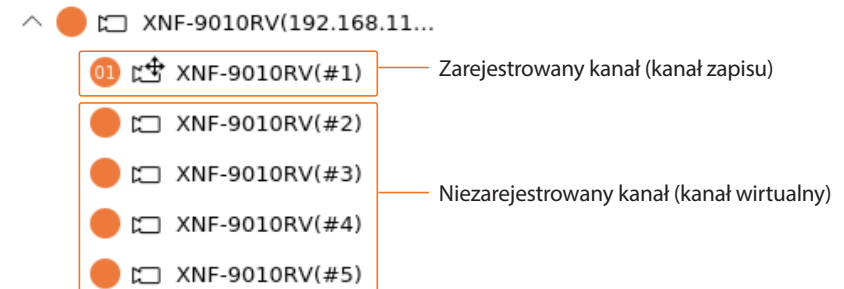 XNF-9010RV(192.168.11...
01 XNF-9010RV(#1) Zarejestrowany kanał (kanał zapisu)
XNF-9010RV(#2)
XNF-9010RV(#3)
Niezarejestrowany kanał (kanał wirtualny)
XNF-9010RV(#4)
XNF-9010RV(#5)